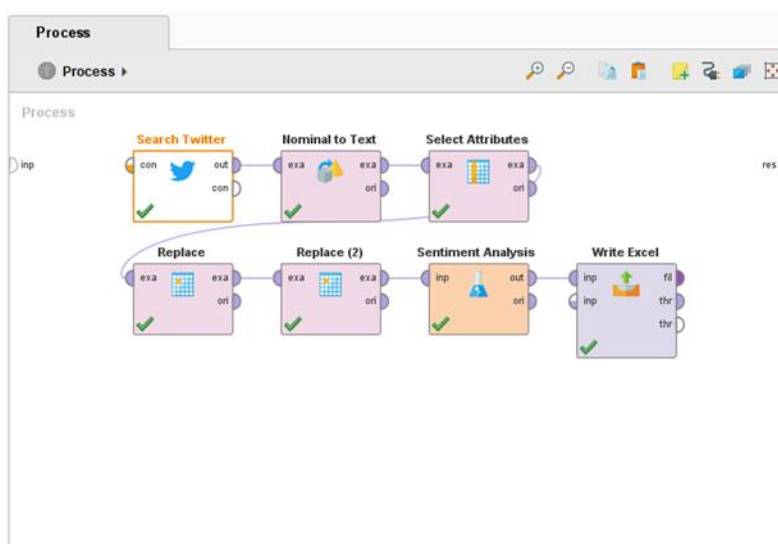 Process
Process
Process
inp
res
Search Twitter
con out
con
Nominal to Text
exa exa
ori
Select Attributes
exa exa
ori
Replace
exa exa
ori
Replace (2)
exa exa
ori
Sentiment Analysis
inp out
ori
Write Excel
inp fil
inp thr
thr